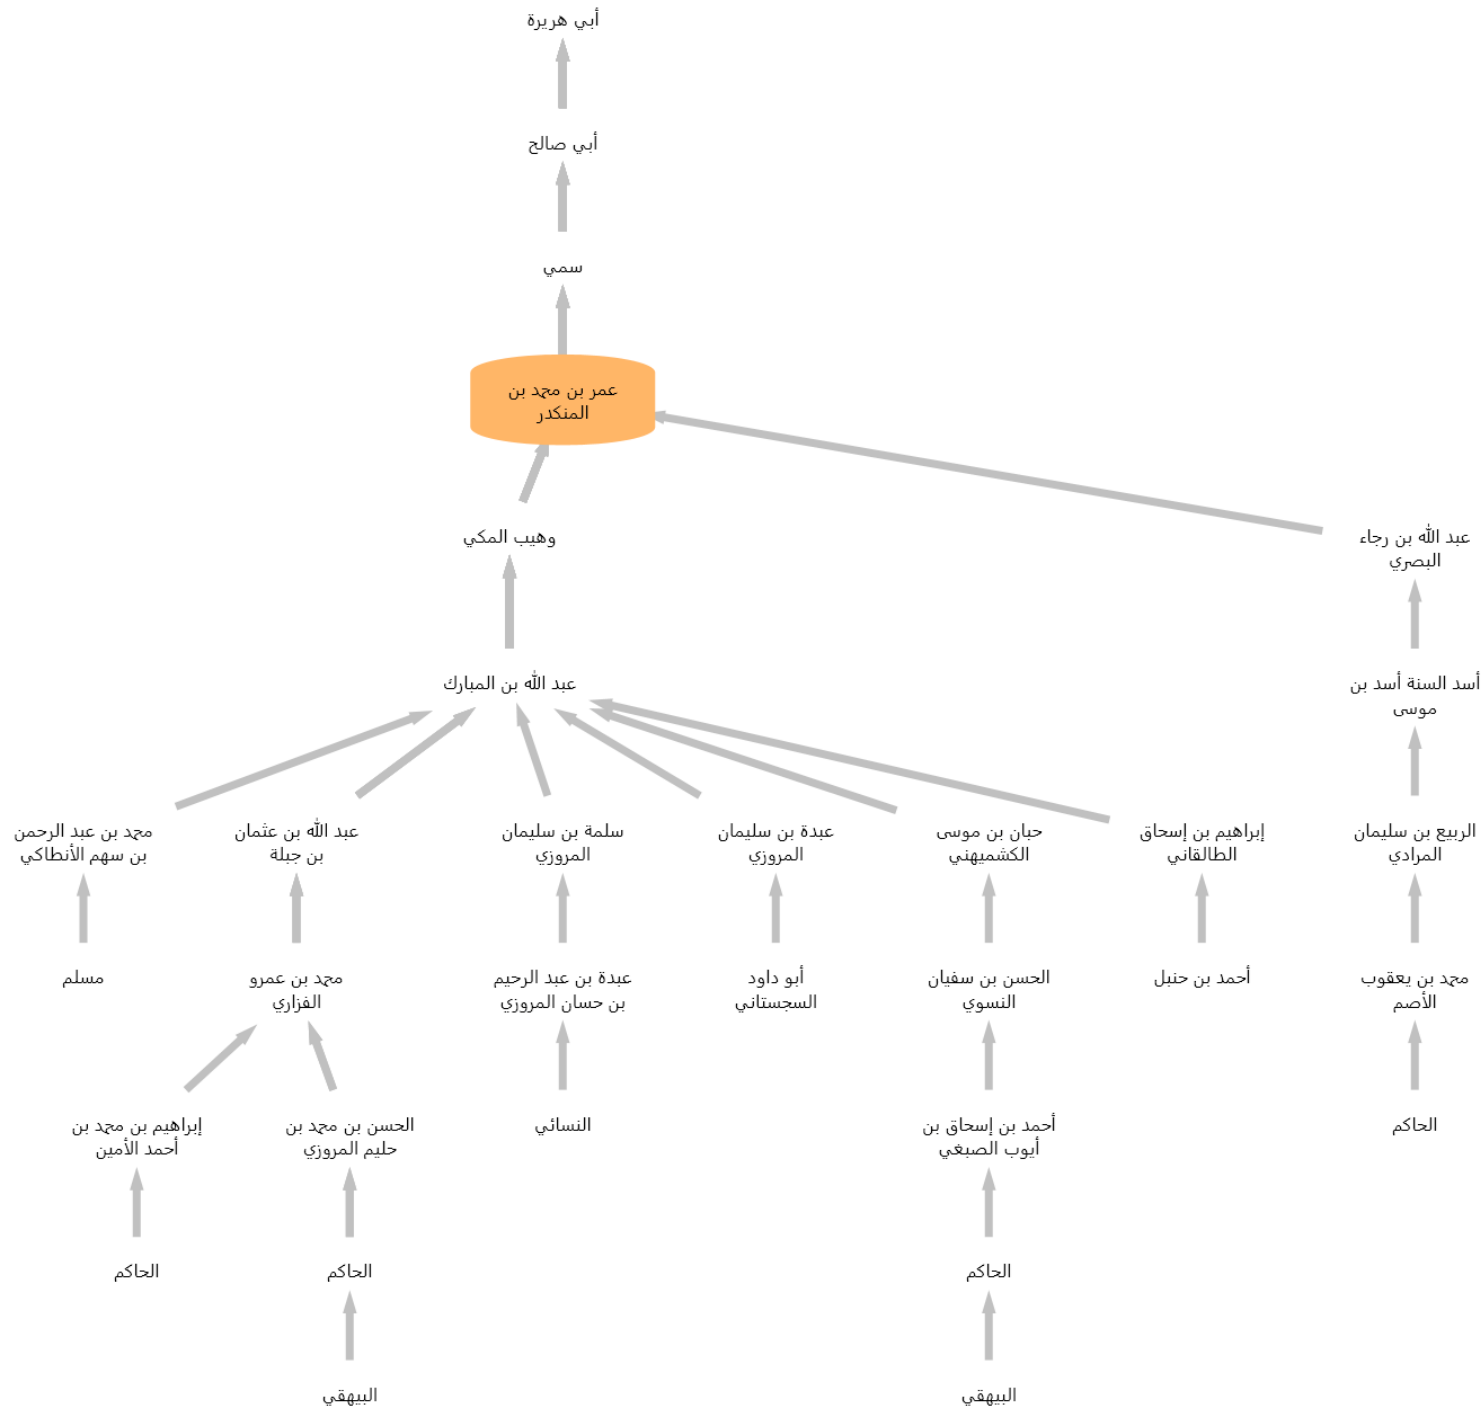 أبي هريرة
أبي صالح
سمي
عمر بن محمد بن
المنكدر
وهيب المكي
عبد الله بن رجاء
البصري
عبد الله بن المبارك
أسد السنة أسد بن
موسى
محمد بن عبد الرحمن
بن سهم الأنطاكي
عبد الله بن عثمان
بن جبلة
سلمة بن سليمان
المروزي
عبدة بن سليمان
المروزي
حبان بن موسى
الكشميهني
إبراهيم بن إسحاق
الطالقاني
الربيع بن سليمان
المرادي
مسلم
محمد بن عمرو
الفزاري
عبدة بن عبد الرحيم
بن حسان المروزي
أبو داود
السجستاني
الحسن بن سفيان
النسوي
أحمد بن حنبل
محمد بن يعقوب
الأصم
إبراهيم بن محمد بن
أحمد الأمين
الحسن بن محمد بن
حليم المروزي
النسائي
أحمد بن إسحاق بن
أيوب الصبغي
الحاكم
الحاكم
الحاكم
الحاكم
البيهقي
البيهقي